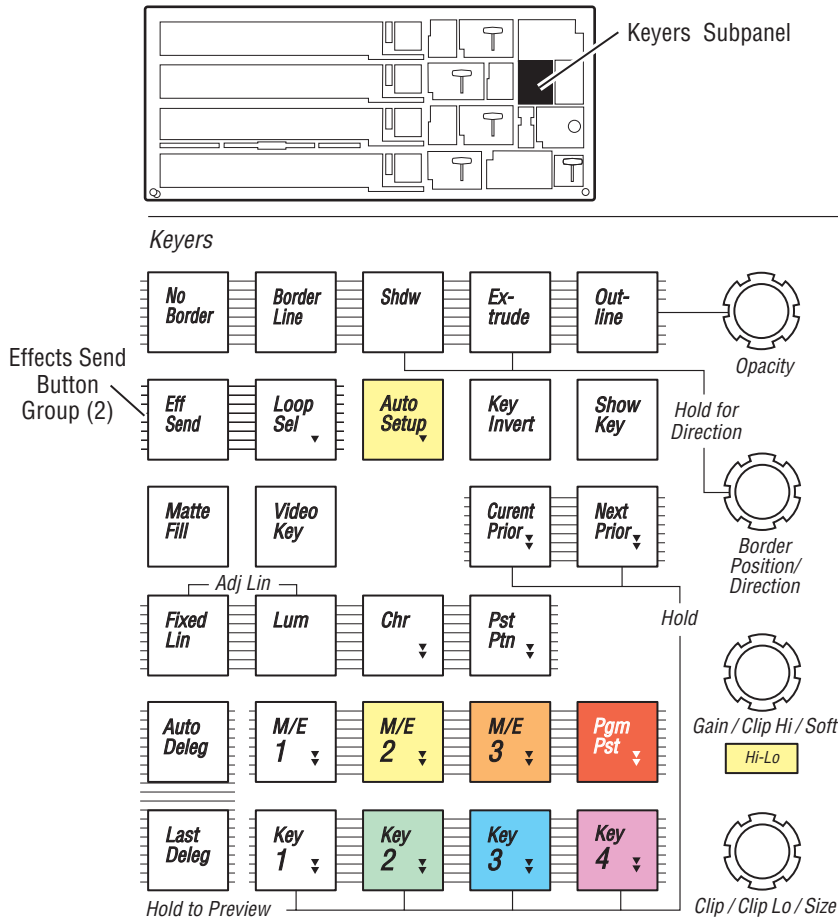 Keyers Subpanel
Keyers
No
Border
Border
Line
Shdw
Ex-
trude
Out-
line
Opacity
Effects Send
Button
Group (2)
Eff
Send
Loop
Sel
Auto
Setup
Key
Invert
Show
Key
Hold for
Direction
Matte
Fill
Video
Key
Curent
Prior
Next
Prior
Border
Position/
Direction
Adj Lin
Fixed
Lin
Lum
Chr
Pst
Ptn
Hold
Auto
Deleg
M/E
1
M/E
2
M/E
3
Pgm
Pst
Gain / Clip Hi / Soft
Hi-Lo
Last
Deleg
Key
1
Key
2
Key
3
Key
4
Hold to Preview
Clip / Clip Lo / Size